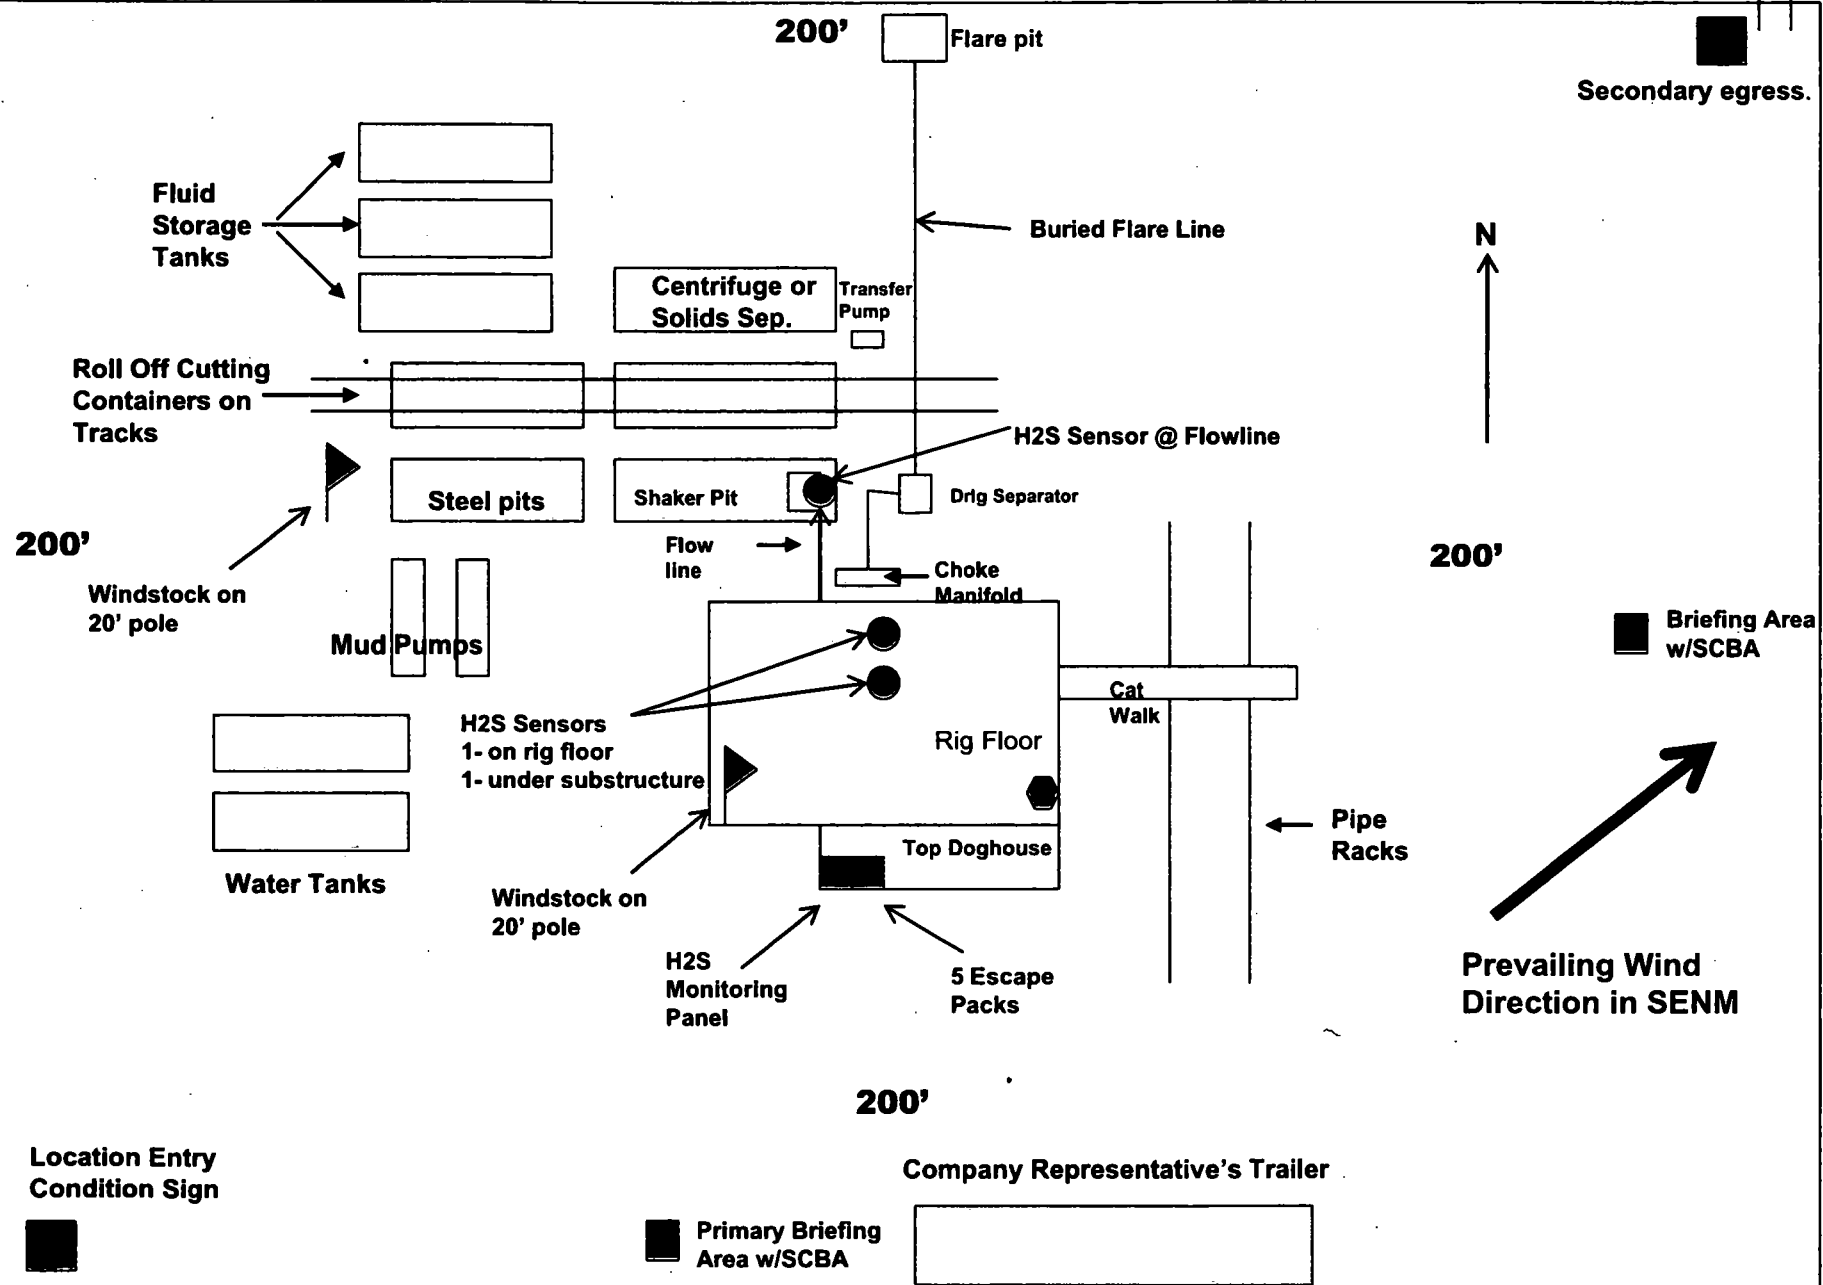 200'
Flare pit
Secondary egress.
Fluid
Storage
Tanks
Buried Flare Line
N
Centrifuge or
Solids Sep.
Transfer
Pump
Roll Off Cutting
Containers on
Tracks
H2S Sensor @ Flowline
Steel pits
Shaker Pit
Drlg Separator
200'
Flow
line
200'
Windstock on
20' pole
Choke
Manifold
Mud Pumps
Briefing Area
w/SCBA
Cat
Walk
H2S Sensors
1- on rig floor
1- under substructure
Rig Floor
Pipe
Racks
Top Doghouse
Water Tanks
Windstock on
20' pole
H2S
Monitoring
Panel
5 Escape
Packs
Prevailing Wind
Direction in SENM
200'
Location Entry
Condition Sign
Company Representative's Trailer
Primary Briefing
Area w/SCBA